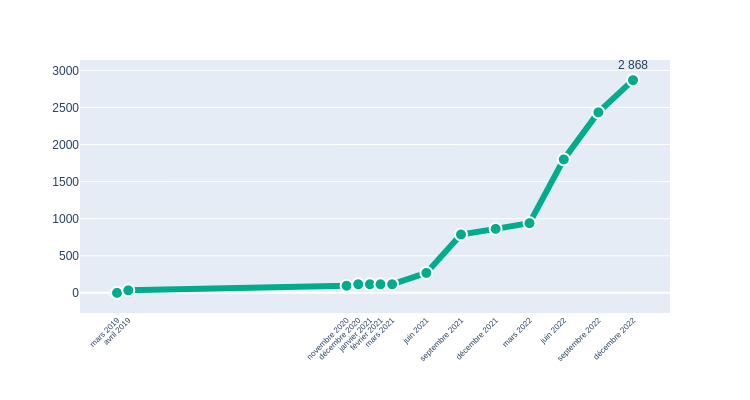 2 868
3000
2500
2000
1500
1000
500
0
mars 2019
avril 2019
novembre 2020
décembre 2020
janvier 2021
février 2021
mars 2021
juin 2021
septembre 2021
décembre 2021
mars 2022
juin 2022
septembre 2022
décembre 2022